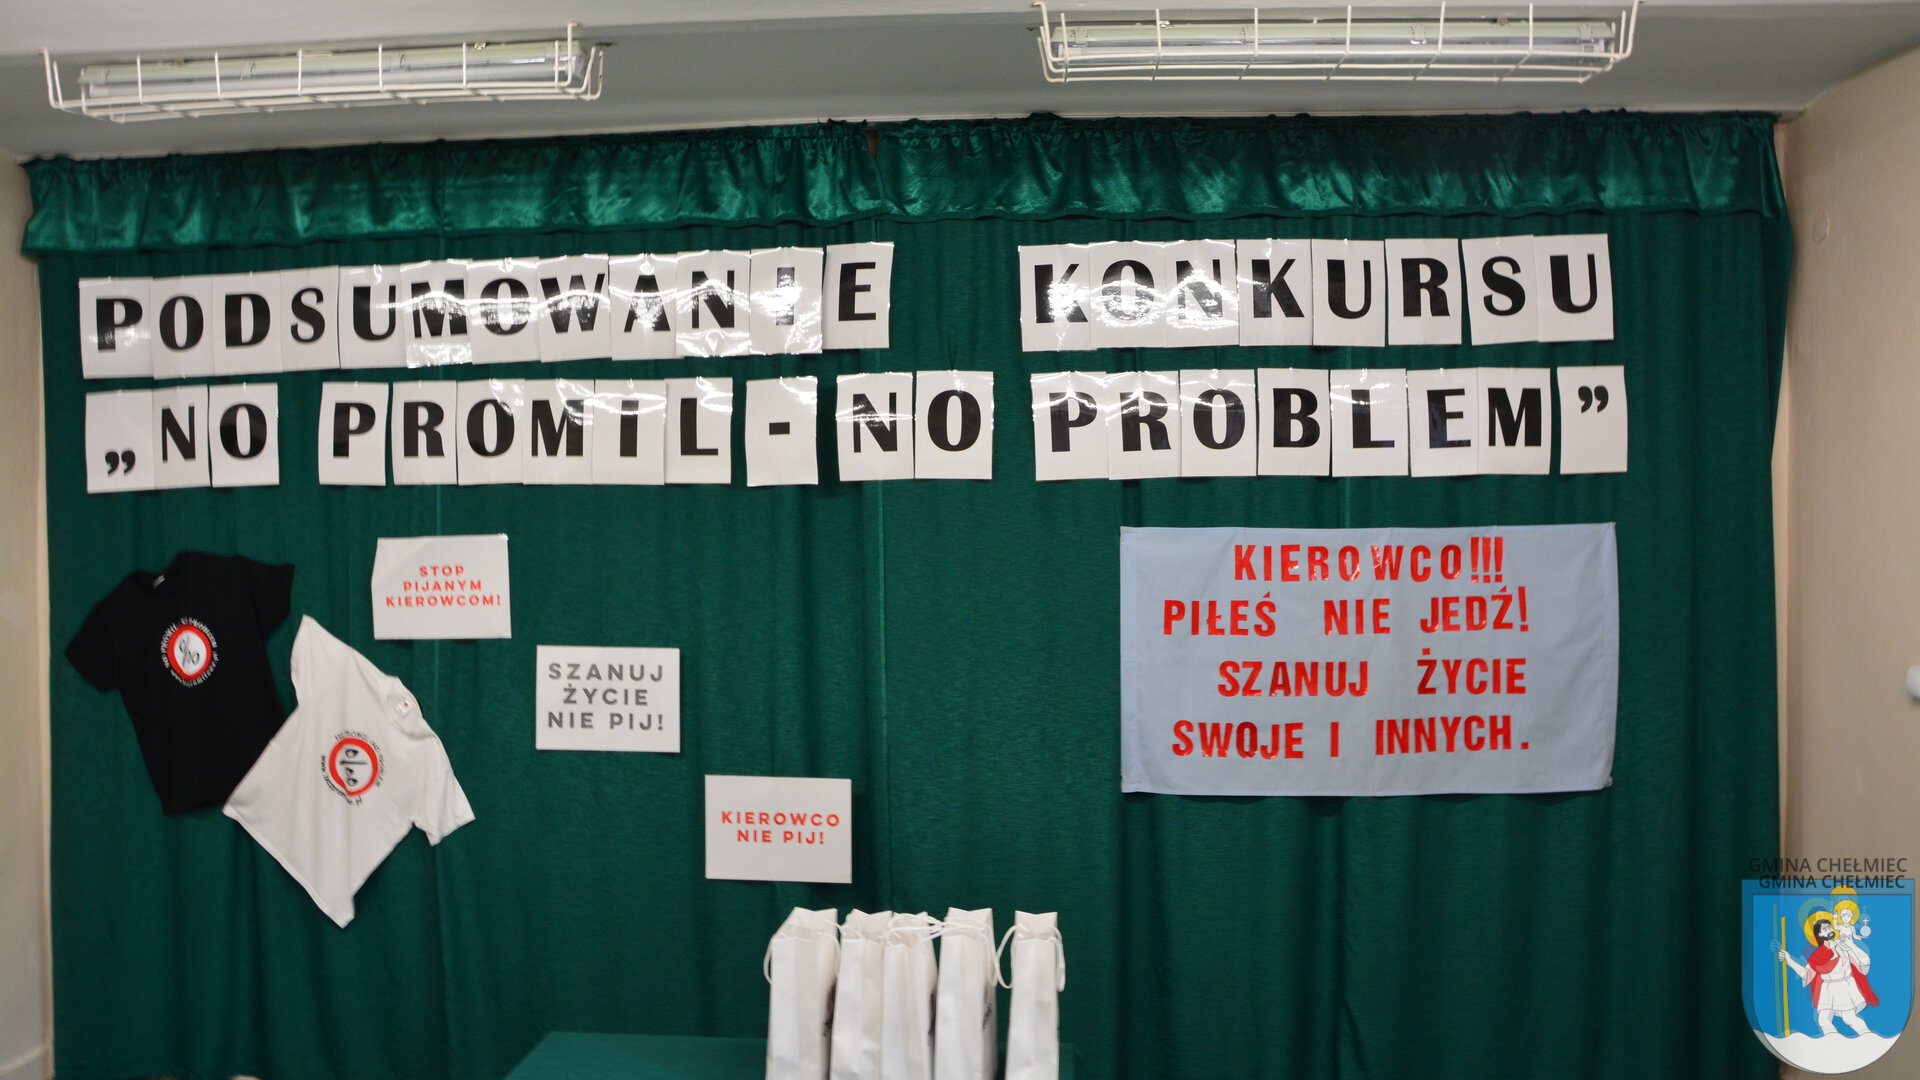 PODSUMOWANIE KONKURSU
„NO PROMIL - NO PROBLEM”
STOP
PIJANYM
KIEROWCOM!
SZANUJ
ŻYCIE
NIE PIJ!
KIEROWCO
NIE PIJ!
KIEROWCO!!!
PIŁEŚ NIE JEDŹ!
SZANUJ ŻYCIE
SWOJE I INNYCH.
GMINA CHEŁMIEC
GMINA CHEŁMIEC